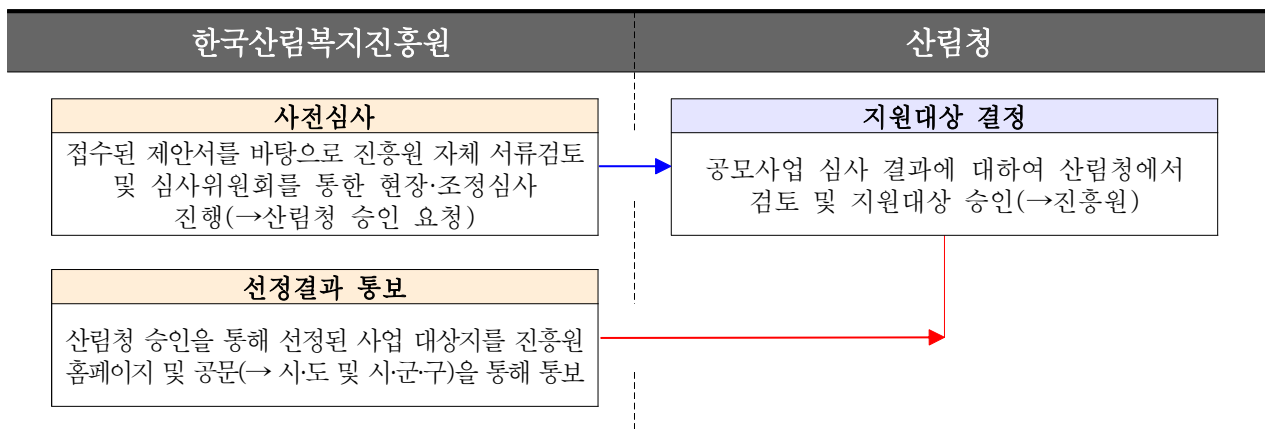 한국산림복지진흥원
산림청
사전심사
접수된 제안서를 바탕으로 진흥원 자체 서류검토
및 심사위원회를 통한 현장·조정심사
진행(→산림청 승인 요청)
지원대상 결정
공모사업 심사 결과에 대하여 산림청에서
검토 및 지원대상 승인(→진흥원)
선정결과 통보
산림청 승인을 통해 선정된 사업 대상지를 진흥원
홈페이지 및 공문(→ 시·도 및 시·군·구)을 통해 통보